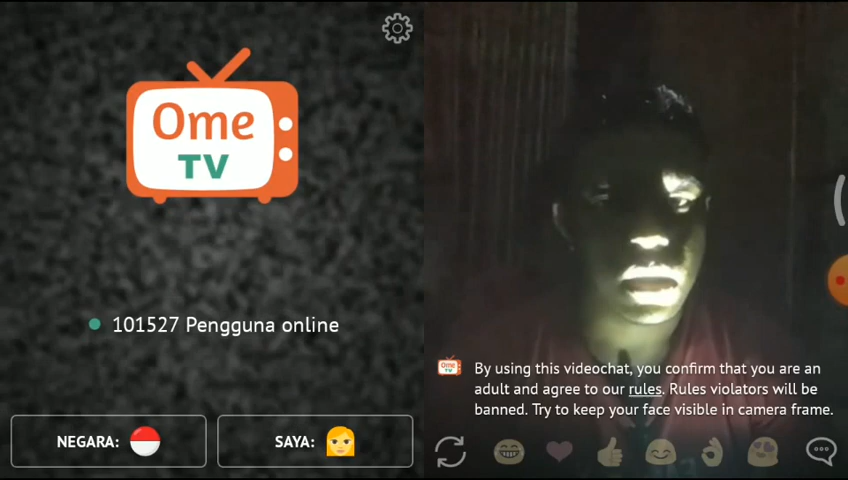 Ome
TV
101527 Pengguna online
NEGARA:
SAYA:
By using this videochat, you confirm that you are an
adult and agree to our rules. Rules violators will be
banned. Try to keep your face visible in camera frame.